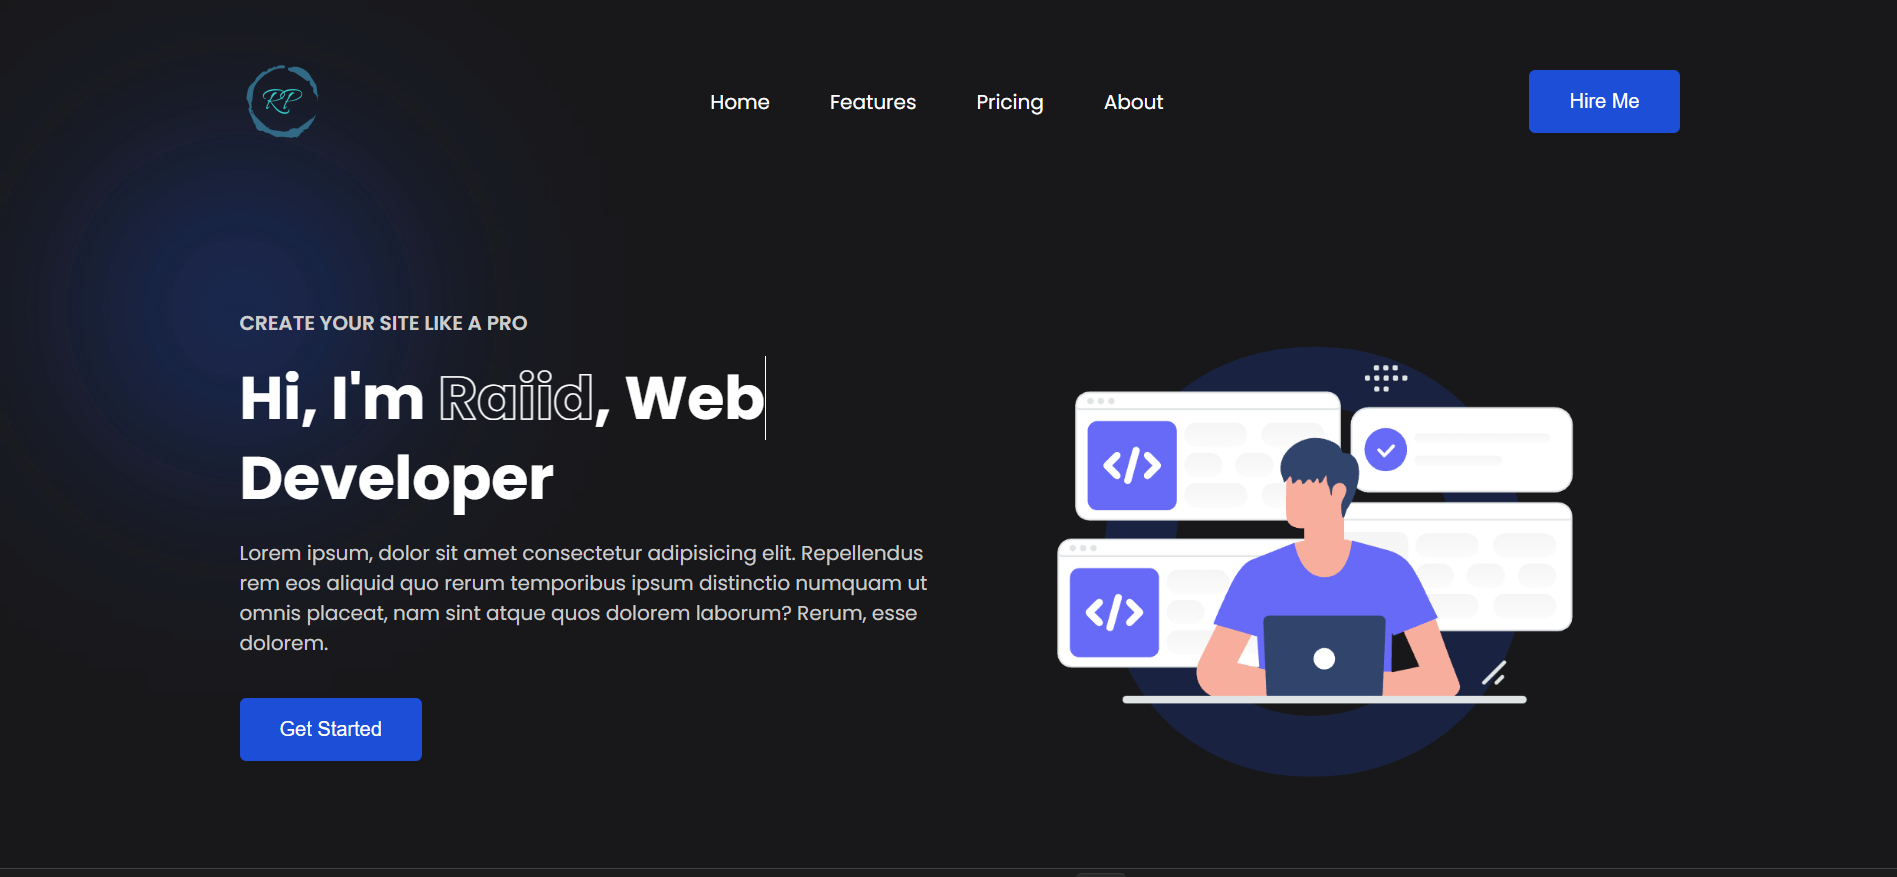 RP
Home Features Pricing About
Hire Me
CREATE YOUR SITE LIKE A PRO
Hi, I'm Raiid, Web
Developer
Lorem ipsum, dolor sit amet consectetur adipisicing elit. Repellendus
rem eos aliquid quo rerum temporibus ipsum distinctio numquam ut
omnis placeat, nam sint atque quos dolorem laborum? Rerum, esse
dolorem.
Get Started
</>
</>